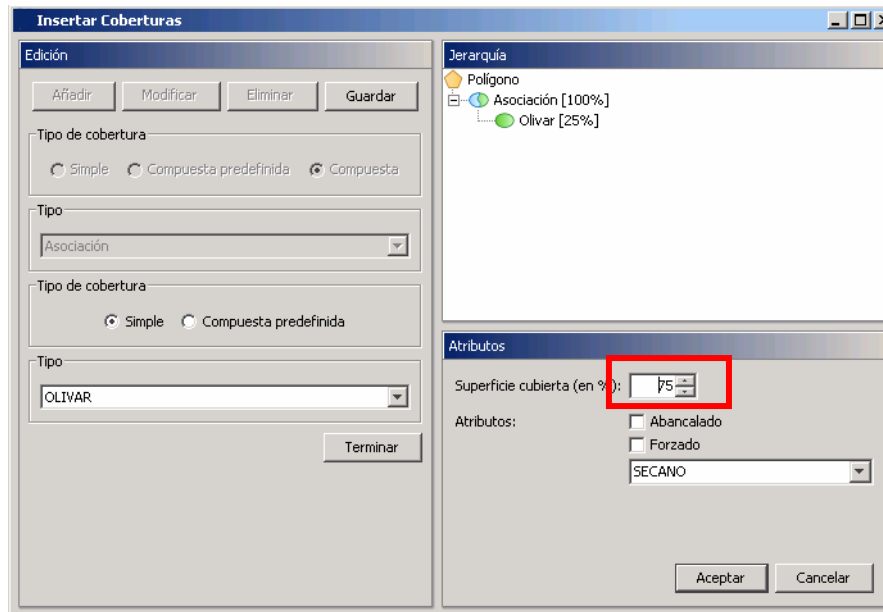 Insertar Coberturas
Edición
Añadir Modificar Eliminar Guardar
Tipo de cobertura
Simple Compuesta predefinida Compuesta
Tipo
Asociación
Tipo de cobertura
Simple Compuesta predefinida
Tipo
OLIVAR
Terminar
Jerarquía
Polígono
Asociación [100%]
Olivar [25%]
Atributos
Superficie cubierta (en %): 75
Atributos: Abancalado
Forzado
SECANO
Aceptar Cancelar